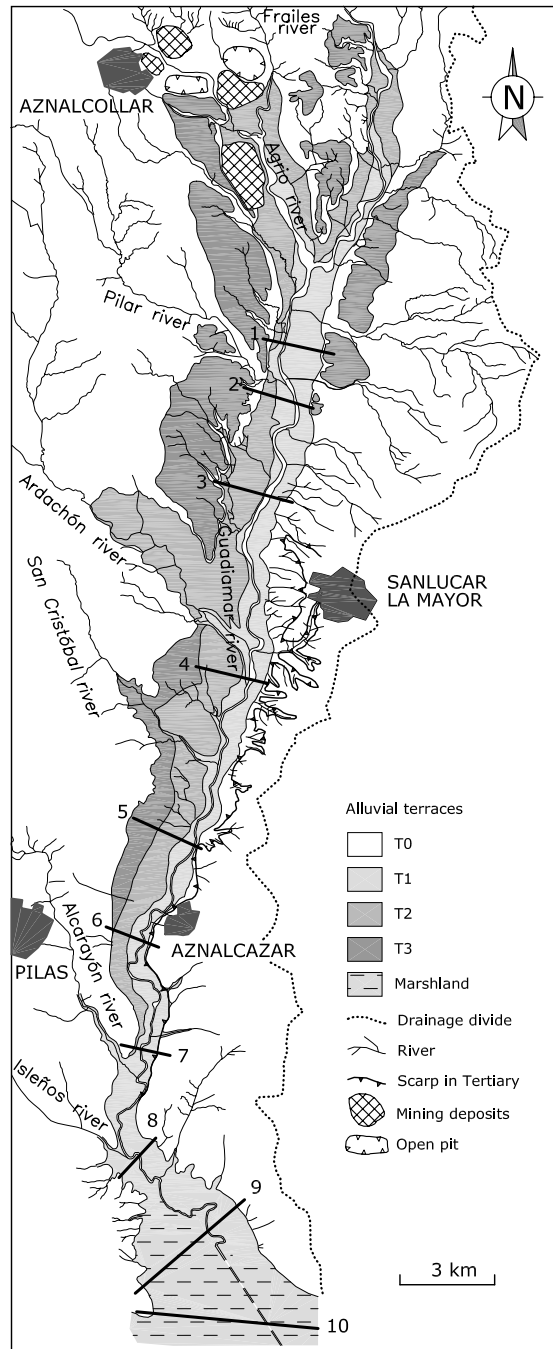 Frailes
river
AZNALCOLLAR
N
Agrio river
Pilar river
1
2
3
Ardachón river
Guadiamar river
San Cristóbal river
SANLUCAR
LA MAYOR
4
Alluvial terraces
T0
T1
T2
T3
Marshland
Drainage divide
River
Scarp in Tertiary
Mining deposits
Open pit
5
6
Alcarayón river
AZNALCAZAR
PILAS
7
Isleños river
8
9
3 km
10